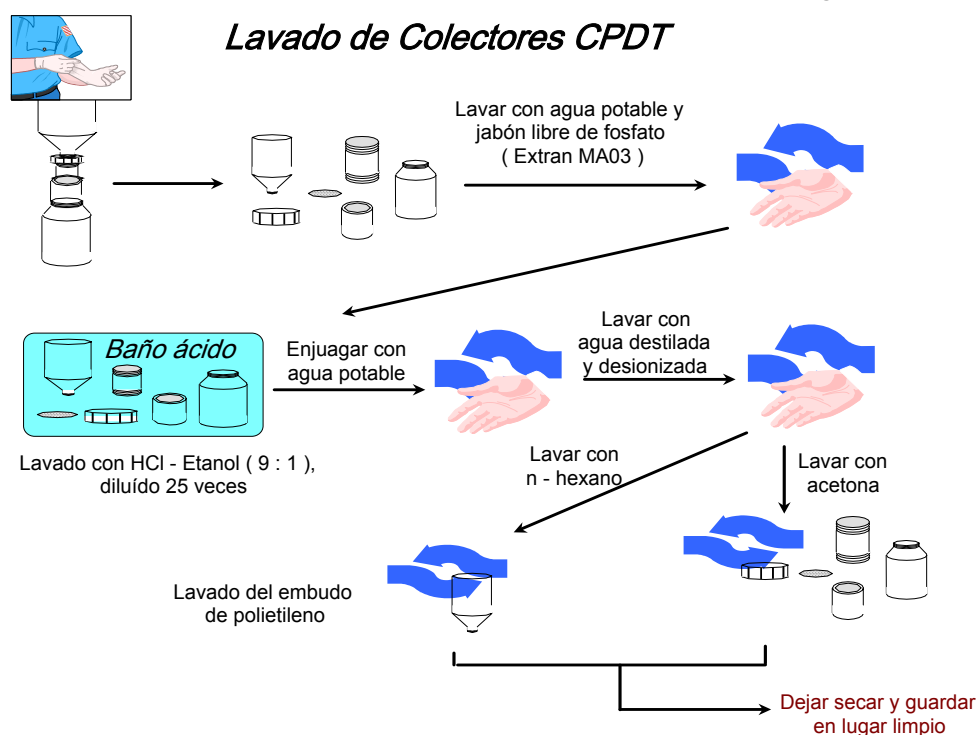 Lavado de Colectores CPDT
Lavar con agua potable y
jabón libre de fosfato
( Extran MA03 )
Baño ácido
Enjuagar con
agua potable
Lavar con
agua destilada
y desionizada
Lavado con HCl - Etanol ( 9 : 1 ),
diluído 25 veces
Lavar con
n - hexano
Lavar con
acetona
Lavado del embudo
de polietileno
Dejar secar y guardar
en lugar limpio